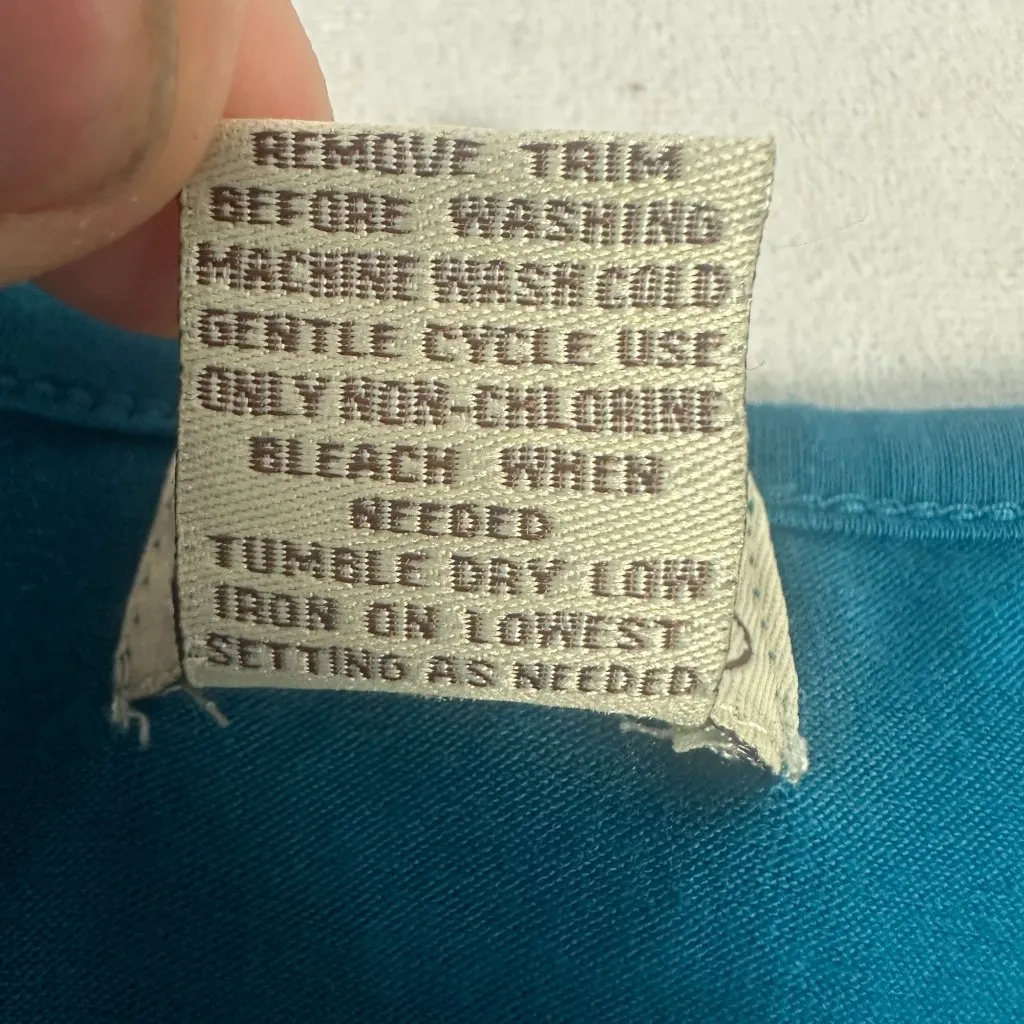 REMOVE TRIM
BEFORE WASHING
MACHINE WASH COLD
GENTLE CYCLE USE
ONLY NON-CHLORINE
BLEACH WHEN
NEEDED
TUMBLE DRY LOW
IRON ON LOWEST
SETTING AS NEEDED